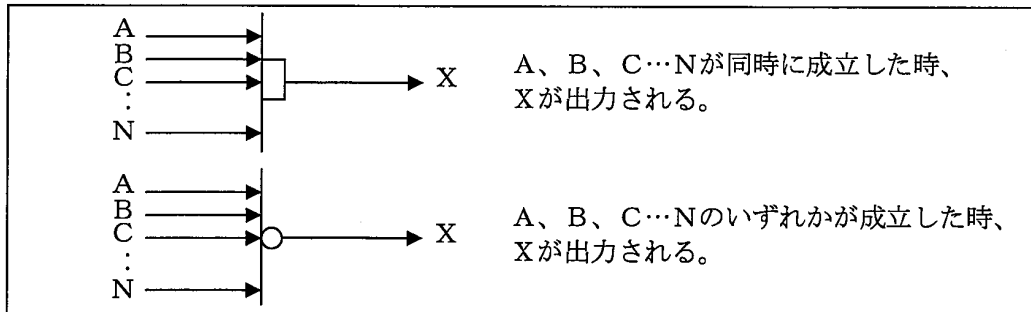 A
B
C
⋮
N
X
A、B、C…Nが同時に成立した時、
Xが出力される。
A
B
C
⋮
N
X
A、B、C…Nのいずれかが成立した時、
Xが出力される。